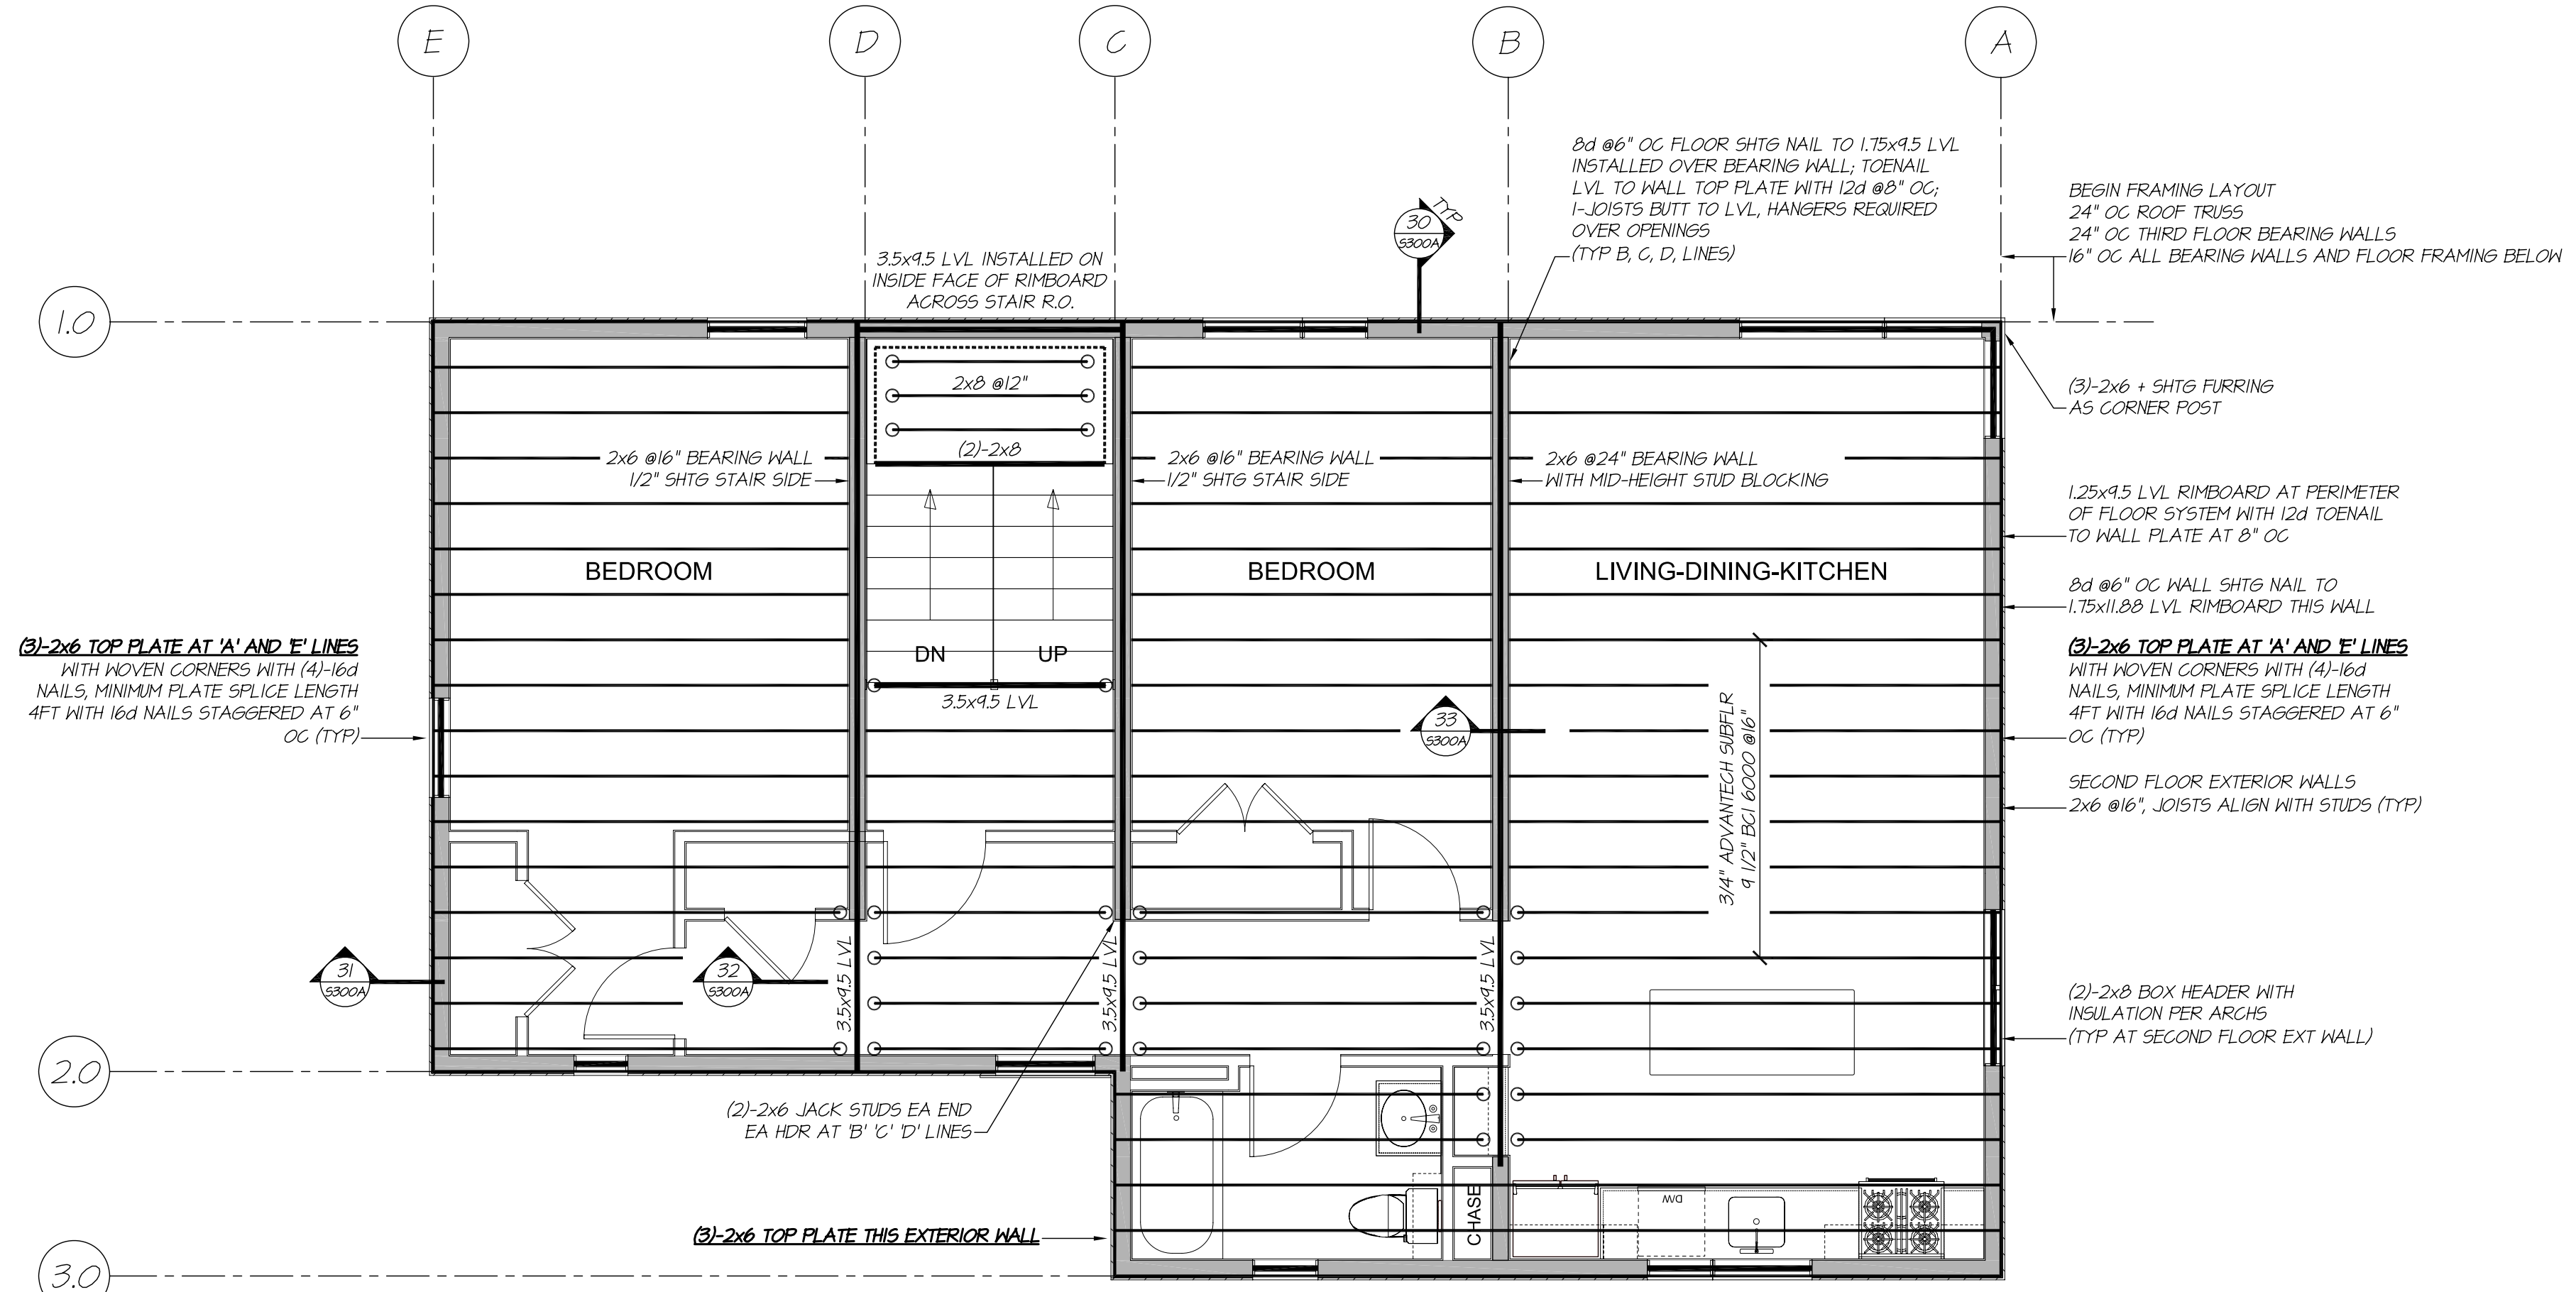 E
D
C
B
A
1.0
2.0
3.0
8d @6" OC FLOOR SHTG NAIL TO 1.75x9.5 LVL
INSTALLED OVER BEARING WALL; TOENAIL
LVL TO WALL TOP PLATE WITH 12d @8" OC;
I-JOISTS BUTT TO LVL, HANGERS REQUIRED
OVER OPENINGS
(TYP B, C, D, LINES)
BEGIN FRAMING LAYOUT
24" OC ROOF TRUSS
24" OC THIRD FLOOR BEARING WALLS
16" OC ALL BEARING WALLS AND FLOOR FRAMING BELOW
30
S300A
TYP
3.5x9.5 LVL INSTALLED ON
INSIDE FACE OF RIMBOARD
ACROSS STAIR R.O.
2x8 @12"
(2)-2x8
(3)-2x6 + SHTG FURRING
AS CORNER POST
2x6 @16" BEARING WALL
1/2" SHTG STAIR SIDE
2x6 @16" BEARING WALL
1/2" SHTG STAIR SIDE
2x6 @24" BEARING WALL
WITH MID-HEIGHT STUD BLOCKING
1.25x9.5 LVL RIMBOARD AT PERIMETER
OF FLOOR SYSTEM WITH 12d TOENAIL
TO WALL PLATE AT 8" OC
BEDROOM
BEDROOM
LIVING-DINING-KITCHEN
8d @6" OC WALL SHTG NAIL TO
1.75x11.88 LVL RIMBOARD THIS WALL
DN
UP
3.5x9.5 LVL
(3)-2x6 TOP PLATE AT 'A' AND 'E' LINES
WITH WOVEN CORNERS WITH (4)-16d
NAILS, MINIMUM PLATE SPLICE LENGTH
4FT WITH 16d NAILS STAGGERED AT 6"
OC (TYP)
(3)-2x6 TOP PLATE AT 'A' AND 'E' LINES
WITH WOVEN CORNERS WITH (4)-16d
NAILS, MINIMUM PLATE SPLICE LENGTH
4FT WITH 16d NAILS STAGGERED AT 6"
OC (TYP)
33
S300A
3/4" ADVANTECH SUBFLR
9 1/2" BCI 6000 @16"
SECOND FLOOR EXTERIOR WALLS
2x6 @16", JOISTS ALIGN WITH STUDS (TYP)
31
S300A
32
S300A
3.5x9.5 LVL
3.5x9.5 LVL
3.5x9.5 LVL
(2)-2x8 BOX HEADER WITH
INSULATION PER ARCHS
(TYP AT SECOND FLOOR EXT WALL)
(2)-2x6 JACK STUDS EA END
EA HDR AT 'B' 'C' 'D' LINES
(3)-2x6 TOP PLATE THIS EXTERIOR WALL
CHASE
D/W